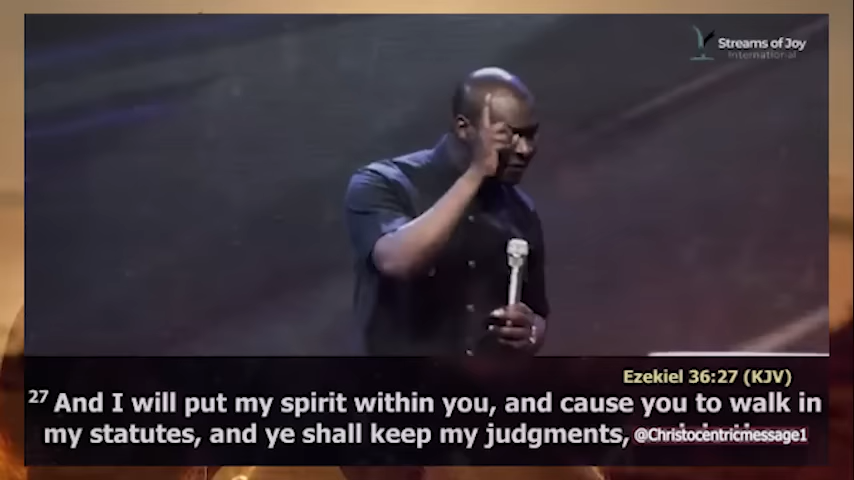 Streams of Joy
International
Ezekiel 36:27 (KJV)
27 And I will put my spirit within you, and cause you to walk in
my statutes, and ye shall keep my judgments,
@Christocentricmessage1